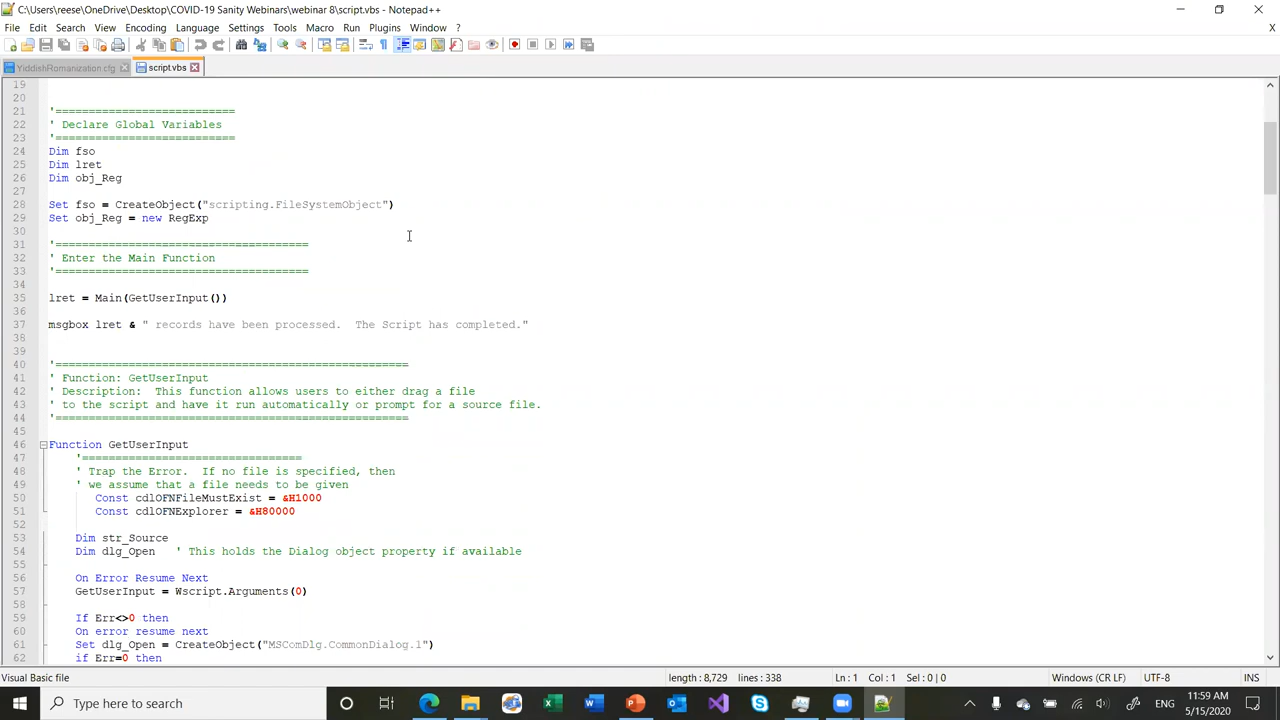 C:\Users\reese\OneDrive\Desktop\COVID-19 Sanity Webinars\webinar 8\script.vbs - Notepad++
File Edit Search View Encoding Language Settings Tools Macro Run Plugins Window ? X
YiddishRomanization.cfg script.vbs
19
20
21 '===========================
22 ' Declare Global Variables
23 '===========================
24 Dim fso
25 Dim lret
26 Dim obj_Reg
27
28 Set fso = CreateObject("scripting.FileSystemObject")
29 Set obj_Reg = new RegExp
30
31 '======================================
32 ' Enter the Main Function
33 '======================================
34
35 lret = Main(GetUserInput())
36
37 msgbox lret & " records have been processed.  The Script has completed."
38
39
40 '=====================================================
41 ' Function: GetUserInput
42 ' Description:  This function allows users to either drag a file
43 ' to the script and have it run automatically or prompt for a source file.
44 '=====================================================
45
46 Function GetUserInput
47 '=================================
48 ' Trap the Error.  If no file is specified, then
49 ' we assume that a file needs to be given
50 Const cdlOFNFileMustExist = &H1000
51 Const cdlOFNExplorer = &H80000
52
53 Dim str_Source
54 Dim dlg_Open   ' This holds the Dialog object property if available
55
56 On Error Resume Next
57 GetUserInput = Wscript.Arguments(0)
58
59 If Err<>0 then
60 On error resume next
61 Set dlg_Open = CreateObject("MSComDlg.CommonDialog.1")
62 if Err=0 then
Visual Basic file length : 8,729 lines : 338 Ln : 1 Col : 1 Sel : 0 | 0 Windows (CR LF) UTF-8 INS
Type here to search
11:59 AM
5/15/2020